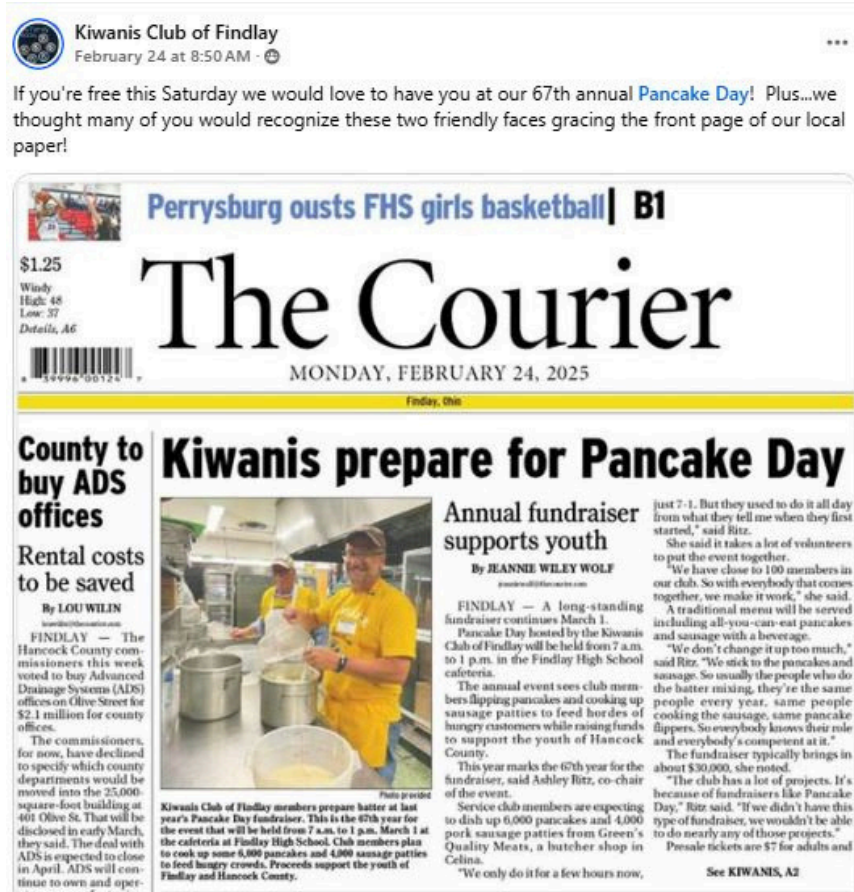 Kiwanis Club of Findlay
February 24 at 8:50 AM ·
If you're free this Saturday we would love to have you at our 67th annual Pancake Day! Plus...we
thought many of you would recognize these two friendly faces gracing the front page of our local
paper!
Perrysburg ousts FHS girls basketball| B1
$1.25
Windy
High: 48
Low: 37
Details, A6
The Courier
MONDAY, FEBRUARY 24, 2025
Findlay, Ohio
County to
buy ADS
offices
Rental costs
to be saved
By LOU WILIN
FINDLAY — The
Hancock County com-
missioners this week
voted to buy Advanced
Drainage Systems (ADS)
offices on Olive Street for
$2.1 million for county
offices.
The commissioners,
for now, have declined
to specify which county
departments would be
moved into the 25,000-
square-foot building at
401 Olive St. That will be
disclosed in early March,
they said. The deal with
ADS is expected to close
in April. ADS will con-
tinue to own and oper-
Kiwanis prepare for Pancake Day
Photo provided
Kiwanis Club of Findlay members prepare batter at last
year's Pancake Day fundraiser. This is the 67th year for
the event that will be held from 7 a.m. to 1 p.m. March 1 at
the cafeteria at Findlay High School. Club members plan
to cook up some 6,000 pancakes and 4,000 sausage patties
to feed hungry crowds. Proceeds support the youth of
Findlay and Hancock County.
Annual fundraiser
supports youth
By JEANNIE WILEY WOLF
FINDLAY — A long-standing
fundraiser continues March 1.
Pancake Day hosted by the Kiwanis
Club of Findlay will be held from 7 a.m.
to 1 p.m. in the Findlay High School
cafeteria.
The annual event sees club mem-
bers flipping pancakes and cooking up
sausage patties to feed hordes of
hungry customers while raising funds
to support the youth of Hancock
County.
This year marks the 67th year for the
fundraiser, said Ashley Ritz, co-chair
of the event.
Service club members are expecting
to dish up 6,000 pancakes and 4,000
pork sausage patties from Green's
Quality Meats, a butcher shop in
Celina.
"We only do it for a few hours now,
just 7-1. But they used to do it all day
from what they tell me when they first
started," said Ritz.
She said it takes a lot of volunteers
to put the event together.
"We have close to 100 members in
our club. So with everybody that comes
together, we make it work," she said.
A traditional menu will be served
including all-you-can-eat pancakes
and sausage with a beverage.
"We don't change it up too much,"
said Ritz. "We stick to the pancakes and
sausage. So usually the people who do
the batter mixing, they're the same
people every year, same people
cooking the sausage, same pancake
flippers. So everybody knows their role
and everybody's competent at it."
The fundraiser typically brings in
about $30,000, she noted.
"The club has a lot of projects. It's
because of fundraisers like Pancake
Day," Ritz said. "If we didn't have this
type of fundraiser, we wouldn't be able
to do nearly any of those projects."
Presale tickets are $7 for adults and
See KIWANIS, A2